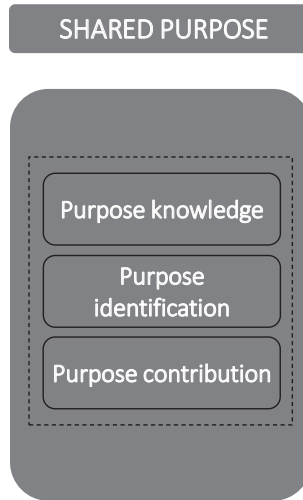 SHARED PURPOSE
Purpose knowledge
Purpose
identification
Purpose contribution